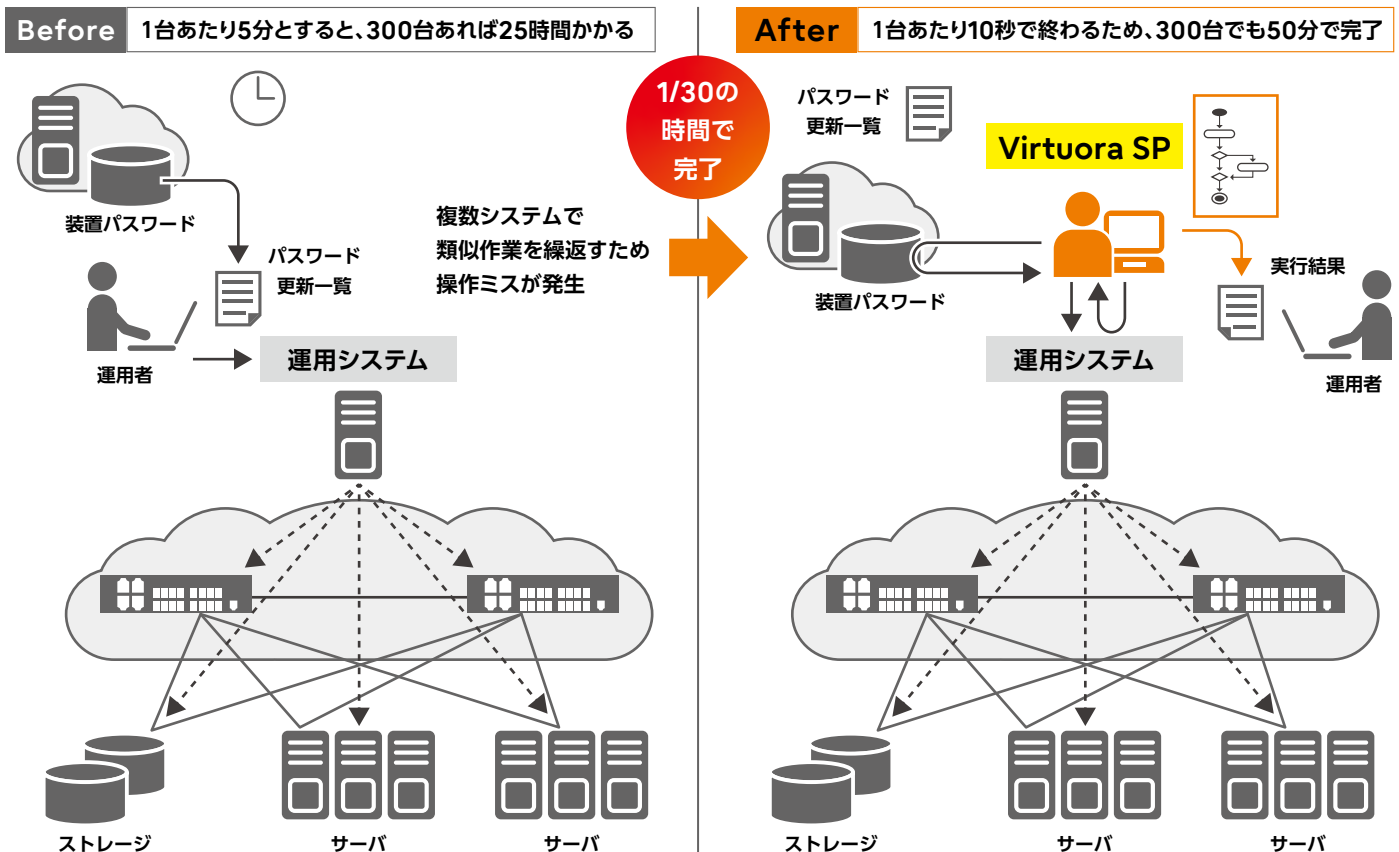 Before
1台あたり5分とすると、300台あれば25時間かかる
装置パスワード
パスワード
更新一覧
運用者
運用システム
複数システムで
類似作業を繰返すため
操作ミスが発生
ストレージ
サーバ
サーバ
1/30の
時間で
完了
After
1台あたり10秒で終わるため、300台でも50分で完了
パスワード
更新一覧
Virtuora SP
装置パスワード
実行結果
運用者
運用システム
ストレージ
サーバ
サーバ